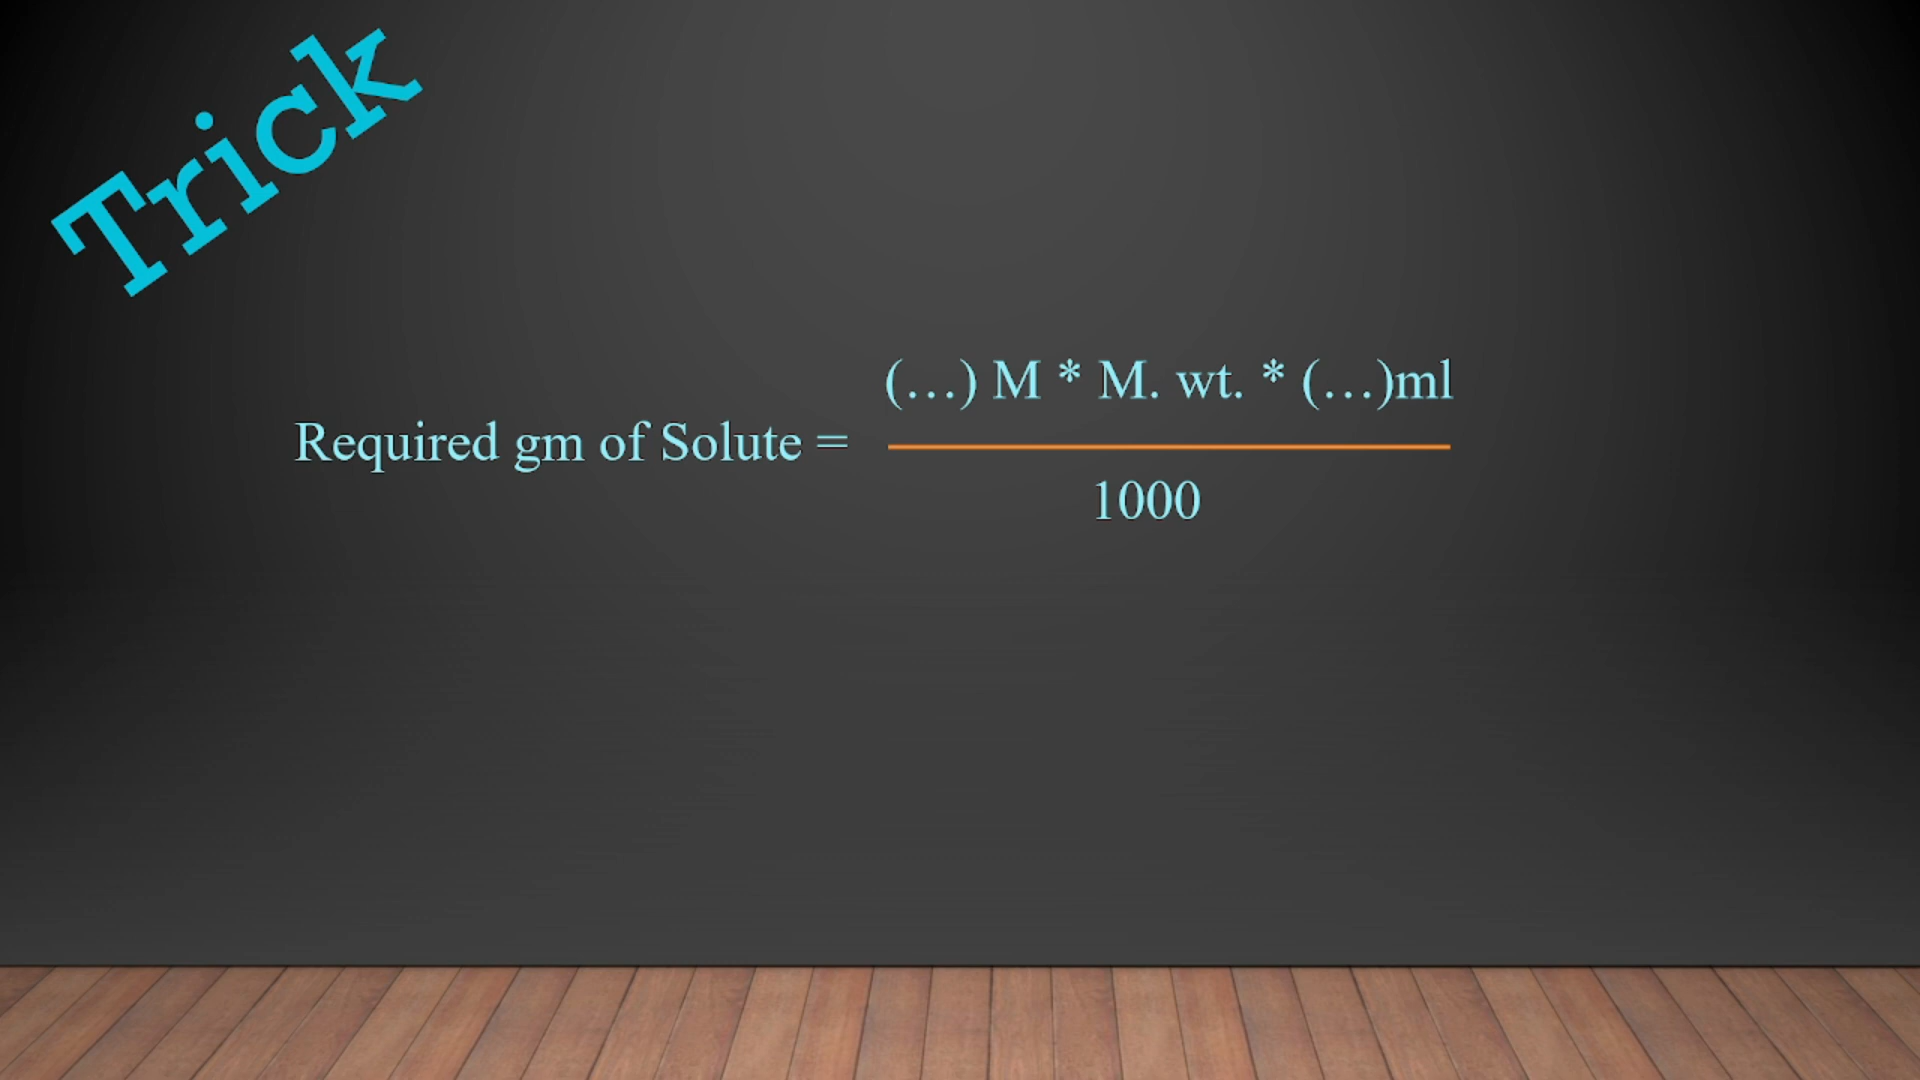 Trick
(…) M * M. wt. * (…)ml
Required gm of Solute =
1000